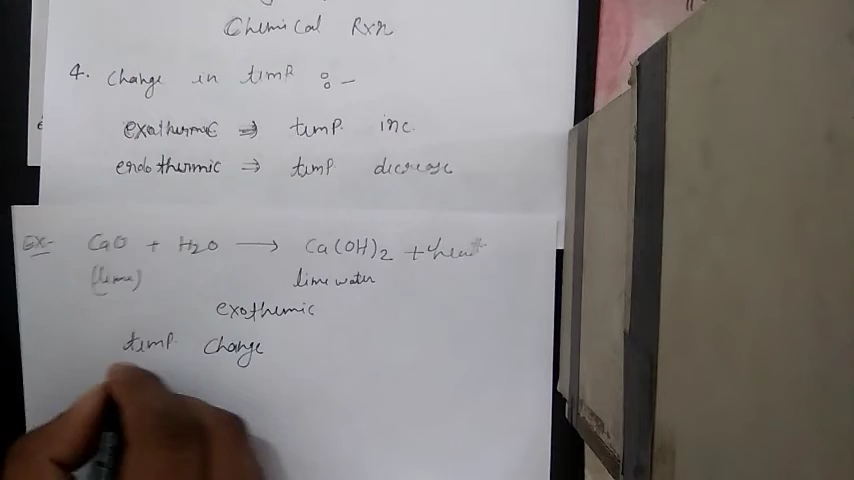 Chemical Rxn
4. Change in temp :-
exothermic ⇒ temp. inc.
endothermic ⇒ temp decrease
Ex- CaO + H2O → Ca(OH)2 + heat
(lime) lime water
exothemic
temp. change